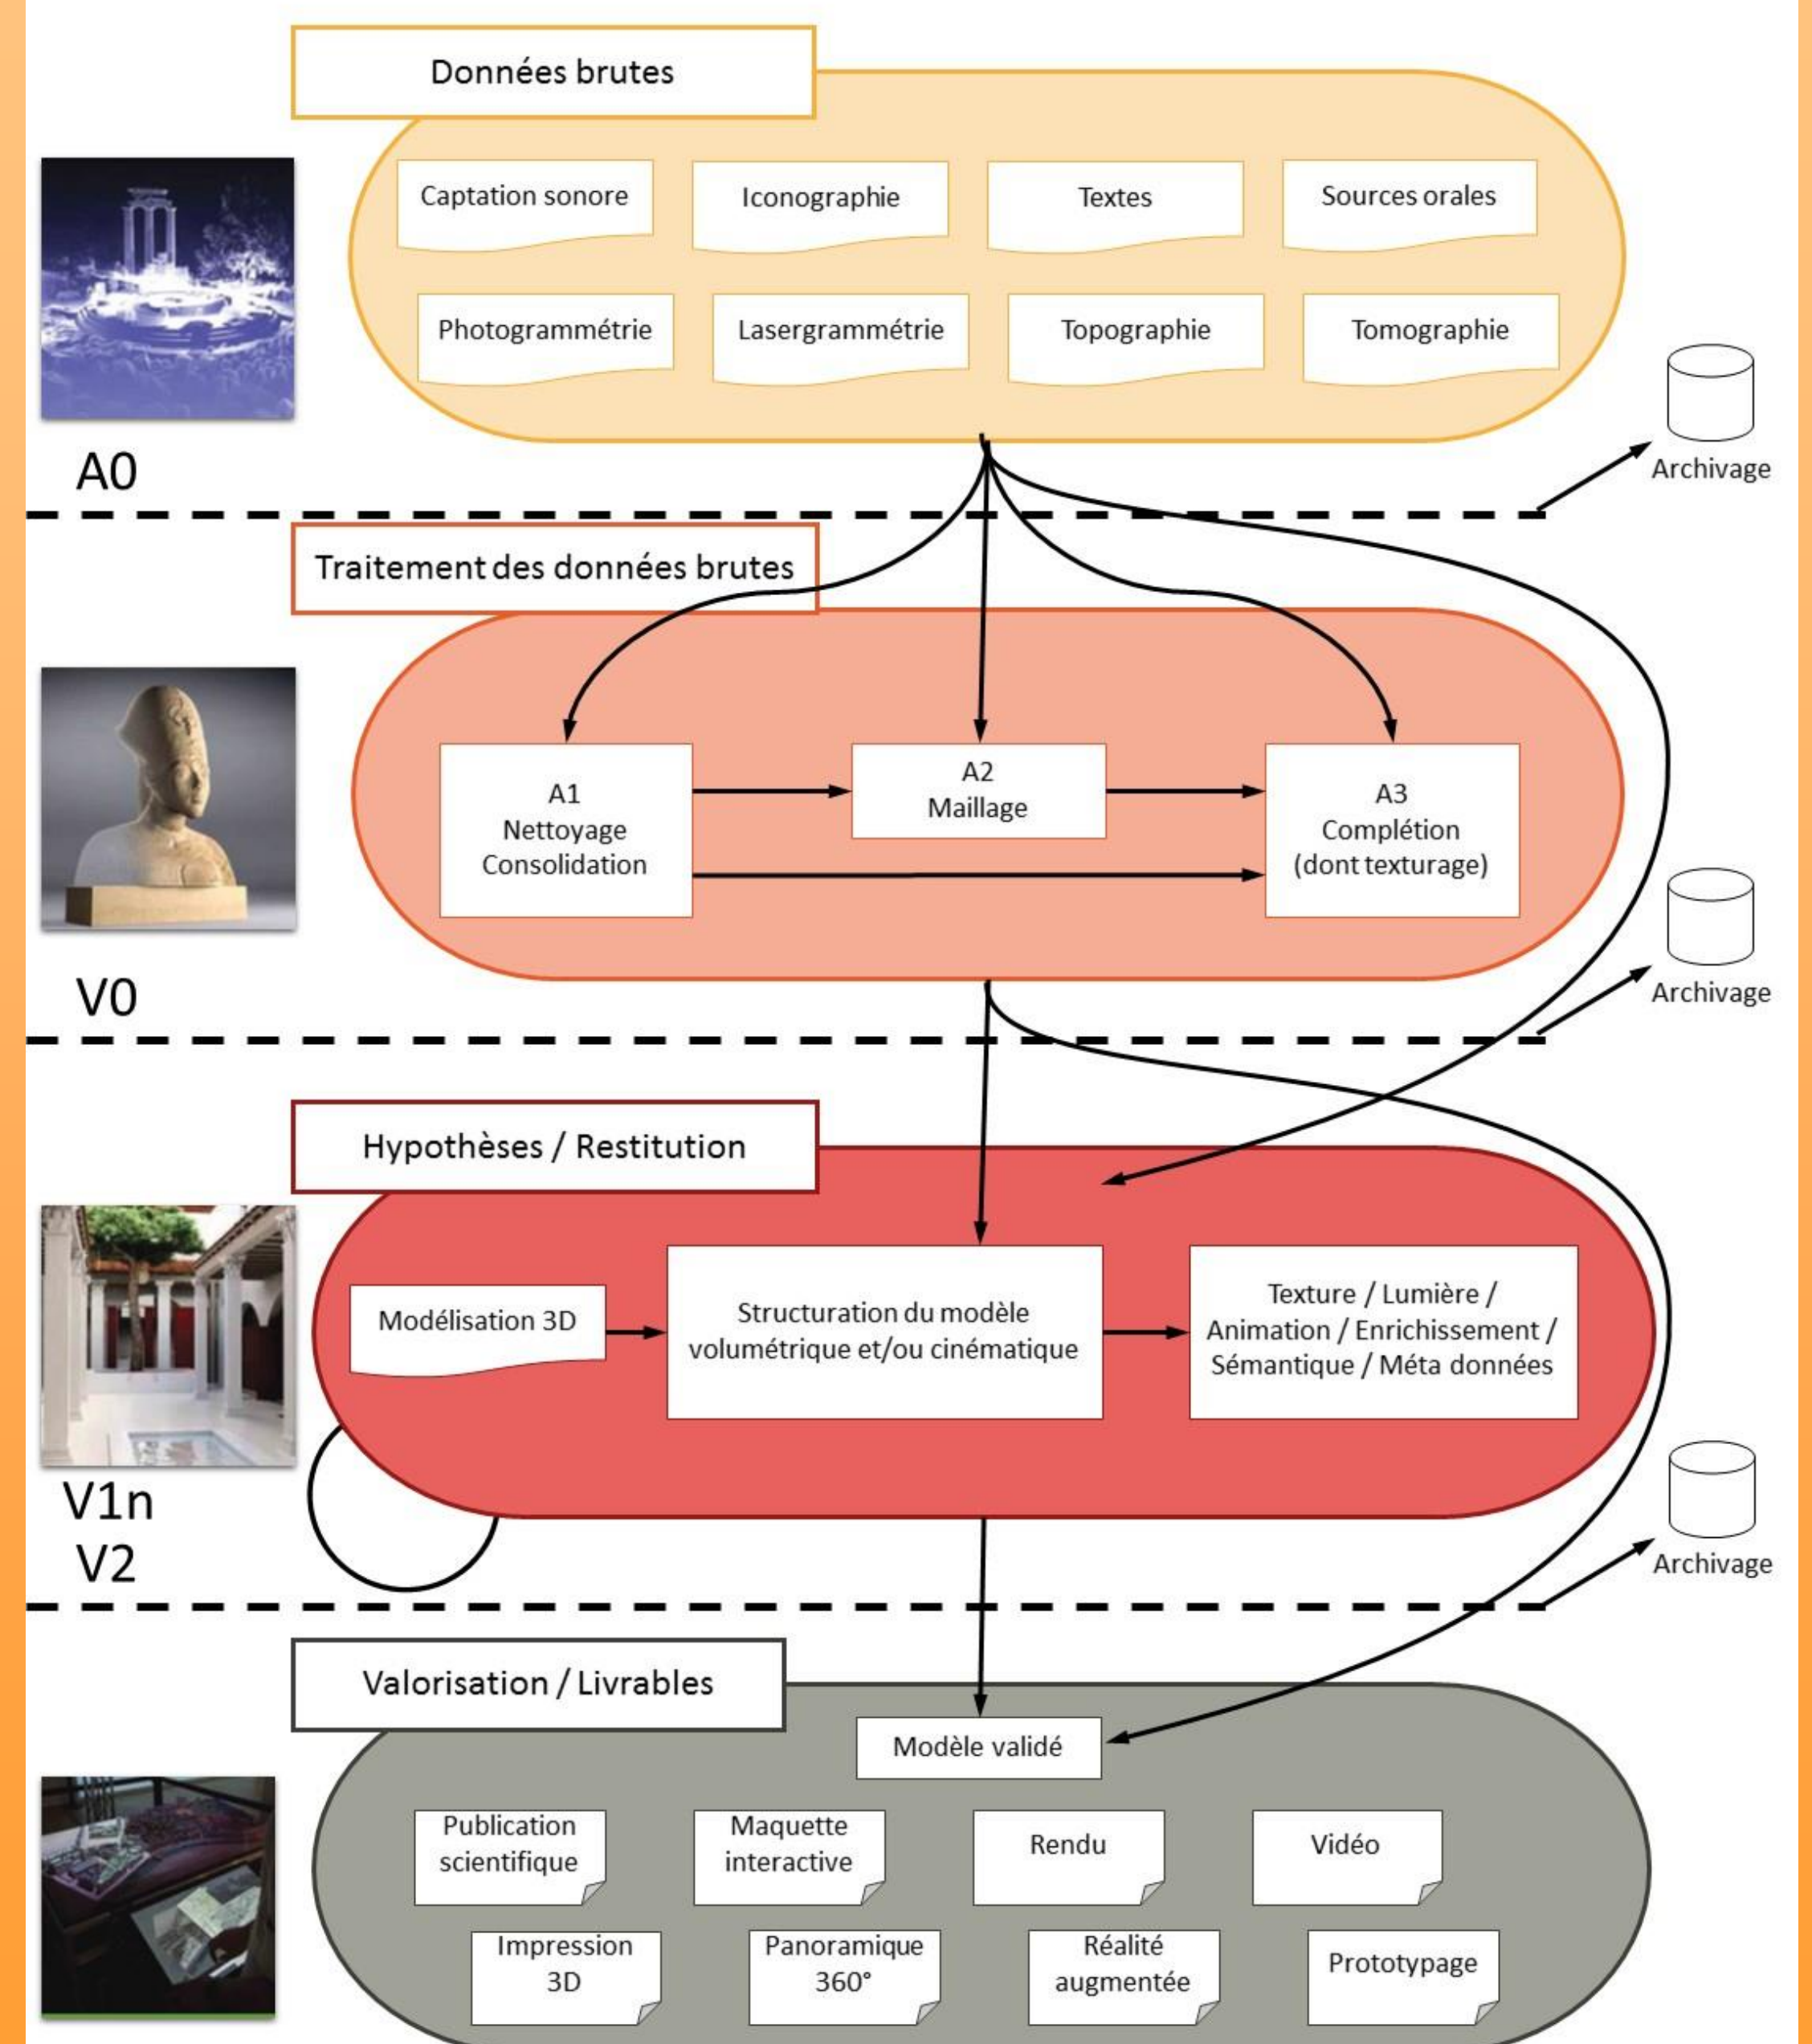 Données brutes
Captation sonore
Iconographie
Textes
Sources orales
Photogrammétrie
Lasergrammétrie
Topographie
Tomographie
A0
Archivage
Traitement des données brutes
A1
Nettoyage
Consolidation
A2
Maillage
A3
Complétion
(dont texturage)
V0
Archivage
Hypothèses / Restitution
Modélisation 3D
Structuration du modèle
volumétrique et/ou cinématique
Texture / Lumière /
Animation / Enrichissement /
Sémantique / Méta données
V1n
V2
Archivage
Valorisation / Livrables
Modèle validé
Publication
scientifique
Maquette
interactive
Rendu
Vidéo
Impression
3D
Panoramique
360°
Réalité
augmentée
Prototypage